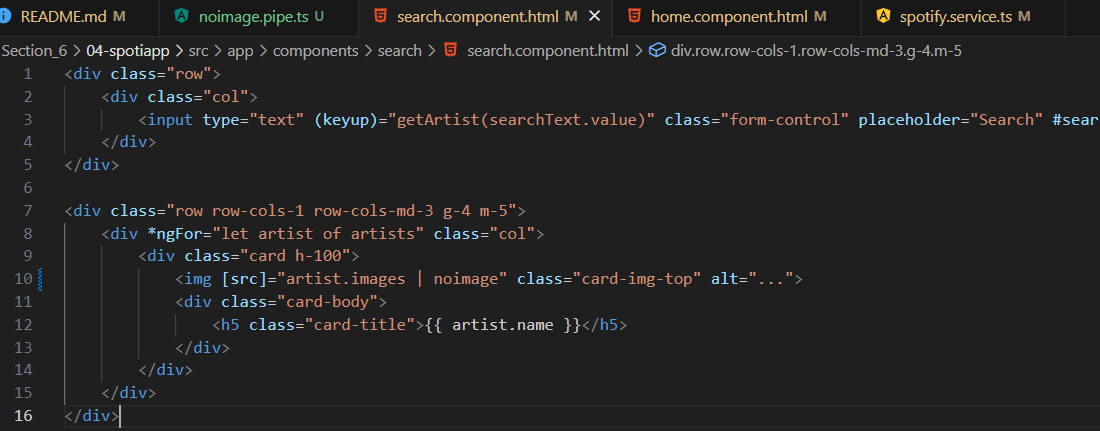 README.md M
noimage.pipe.ts U
search.component.html M
home.component.html M
spotify.service.ts M
Section_6 > 04-spotiapp > src > app > components > search > search.component.html > div.row.row-cols-1.row-cols-md-3.g-4.m-5
1 <div class="row">
2 <div class="col">
3 <input type="text" (keyup)="getArtist(searchText.value)" class="form-control" placeholder="Search" #sear
4 </div>
5 </div>
6
7 <div class="row row-cols-1 row-cols-md-3 g-4 m-5">
8 <div *ngFor="let artist of artists" class="col">
9 <div class="card h-100">
10 <img [src]="artist.images | noimage" class="card-img-top" alt="...">
11 <div class="card-body">
12 <h5 class="card-title">{{ artist.name }}</h5>
13 </div>
14 </div>
15 </div>
16 </div>